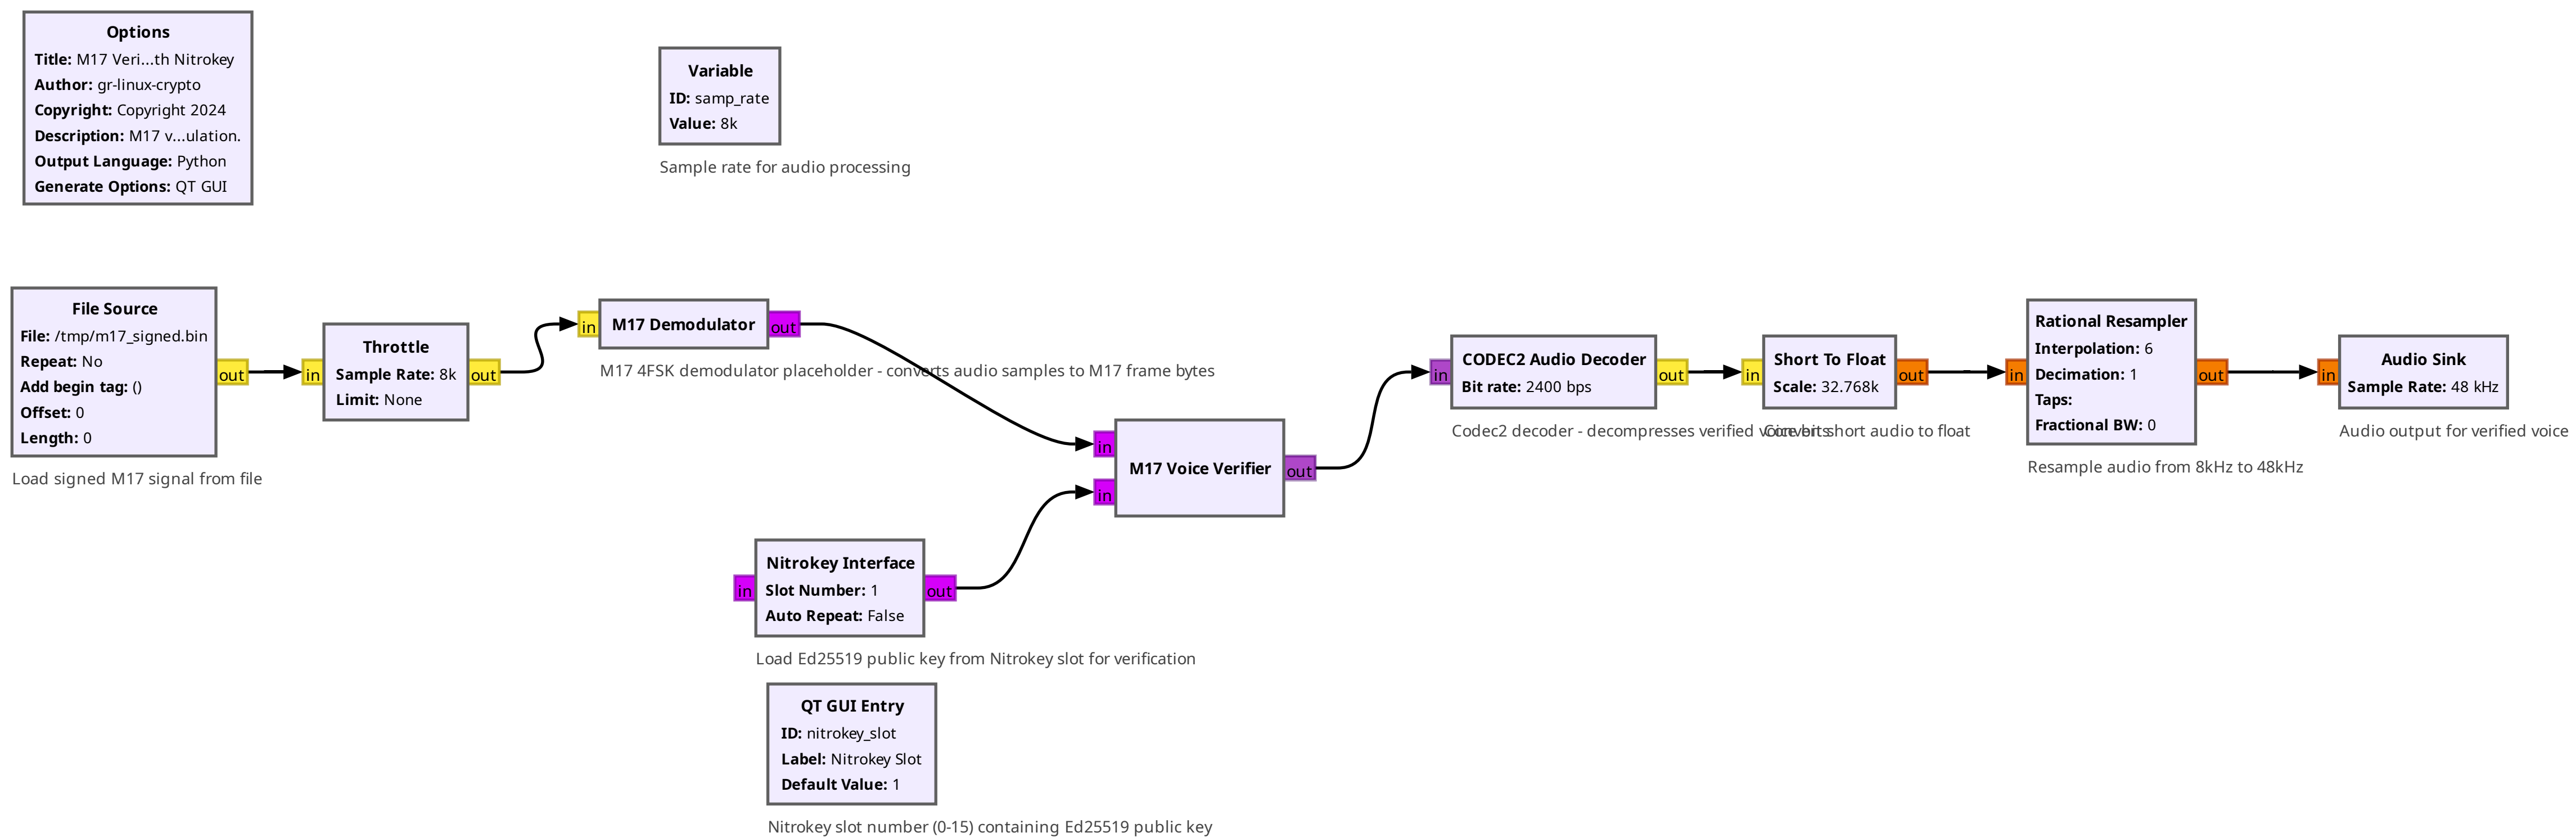 Options
Title: M17 Veri...th Nitrokey
Author: gr-linux-crypto
Copyright: Copyright 2024
Description: M17 v...ulation.
Output Language: Python
Generate Options: QT GUI
Variable
ID: samp_rate
Value: 8k
Sample rate for audio processing
File Source
File: /tmp/m17_signed.bin
Repeat: No
Add begin tag: ()
Offset: 0
Length: 0
out
Load signed M17 signal from file
in
Throttle
Sample Rate: 8k
Limit: None
out
in
M17 Demodulator
out
M17 4FSK demodulator placeholder - converts audio samples to M17 frame bytes
in
in
M17 Voice Verifier
out
in
Nitrokey Interface
Slot Number: 1
Auto Repeat: False
out
Load Ed25519 public key from Nitrokey slot for verification
QT GUI Entry
ID: nitrokey_slot
Label: Nitrokey Slot
Default Value: 1
Nitrokey slot number (0-15) containing Ed25519 public key
in
CODEC2 Audio Decoder
Bit rate: 2400 bps
out
Codec2 decoder - decompresses verified voice bits
in
Short To Float
Scale: 32.768k
out
Convert short audio to float
in
Rational Resampler
Interpolation: 6
Decimation: 1
Taps:
Fractional BW: 0
out
Resample audio from 8kHz to 48kHz
in
Audio Sink
Sample Rate: 48 kHz
Audio output for verified voice